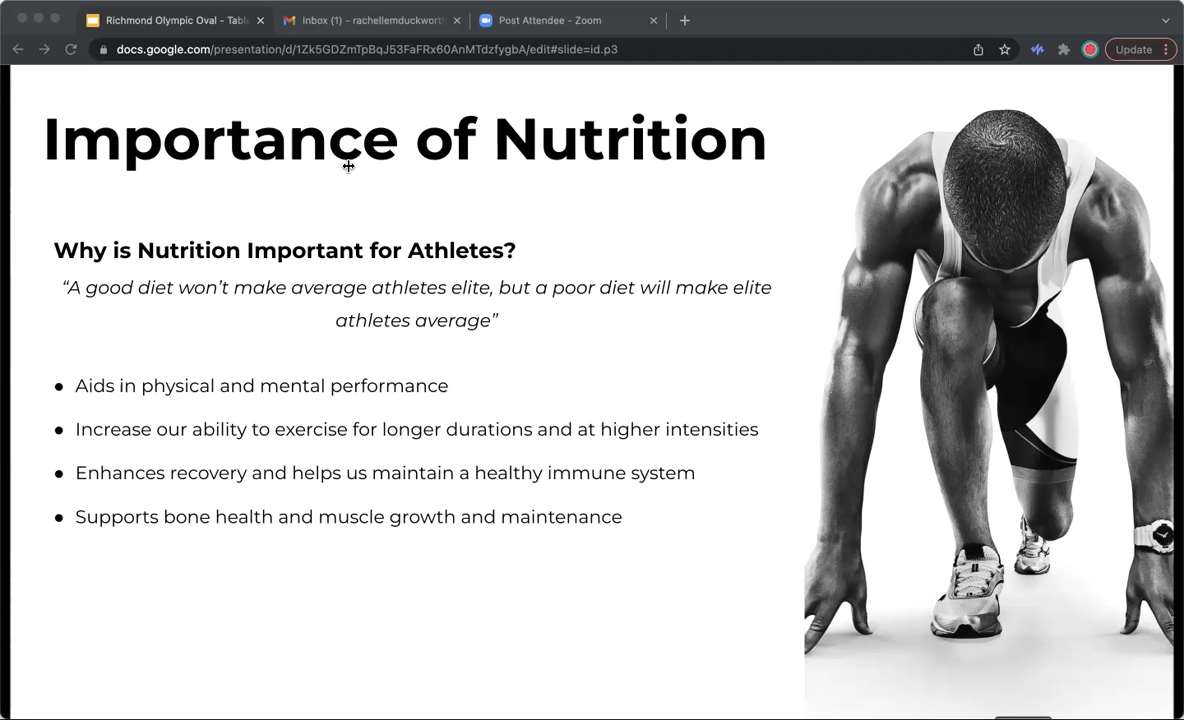 Richmond Olympic Oval - Tabl
Inbox (1) - rachellemduckwort
Post Attendee - Zoom
docs.google.com/presentation/d/1Zk5GDZmTpBqJ53FaFRx60AnMTdzfygbA/edit#slide=id.p3
Update
Importance of Nutrition
Why is Nutrition Important for Athletes?
“A good diet won’t make average athletes elite, but a poor diet will make elite
athletes average”
● Aids in physical and mental performance
● Increase our ability to exercise for longer durations and at higher intensities
● Enhances recovery and helps us maintain a healthy immune system
● Supports bone health and muscle growth and maintenance